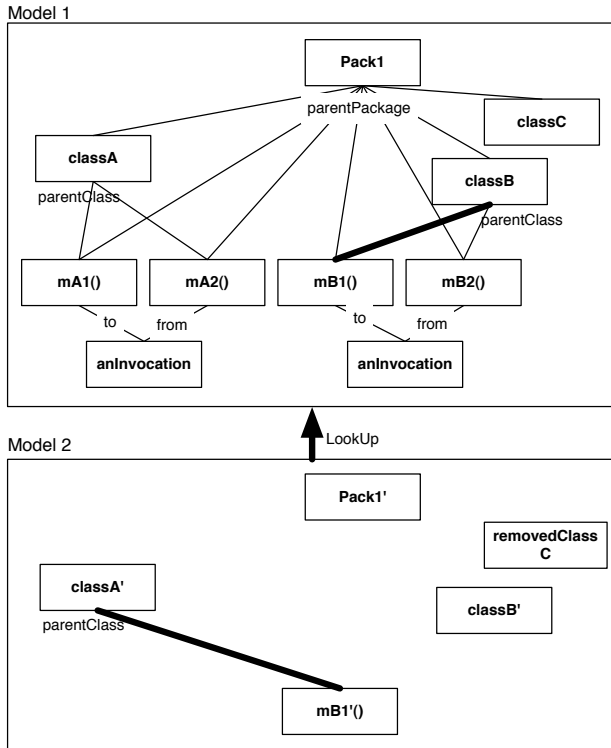 Model 1
Pack1
parentPackage
classC
classA
classB
parentClass
parentClass
mA1()
mA2()
mB1()
mB2()
to
from
to
from
anInvocation
anInvocation
LookUp
Model 2
Pack1'
removedClass
C
classA'
classB'
parentClass
mB1'()